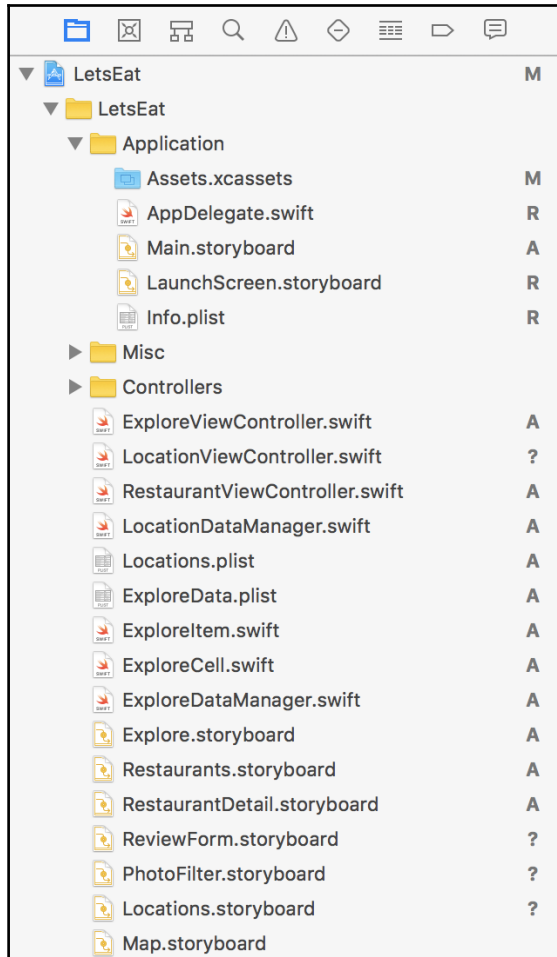 LetsEat M
LetsEat
Application
Assets.xcassets M
AppDelegate.swift R
Main.storyboard A
LaunchScreen.storyboard R
Info.plist R
Misc
Controllers
ExploreViewController.swift A
LocationViewController.swift ?
RestaurantViewController.swift A
LocationDataManager.swift A
Locations.plist A
ExploreData.plist A
ExploreItem.swift A
ExploreCell.swift A
ExploreDataManager.swift A
Explore.storyboard A
Restaurants.storyboard A
RestaurantDetail.storyboard A
ReviewForm.storyboard ?
PhotoFilter.storyboard ?
Locations.storyboard ?
Map.storyboard